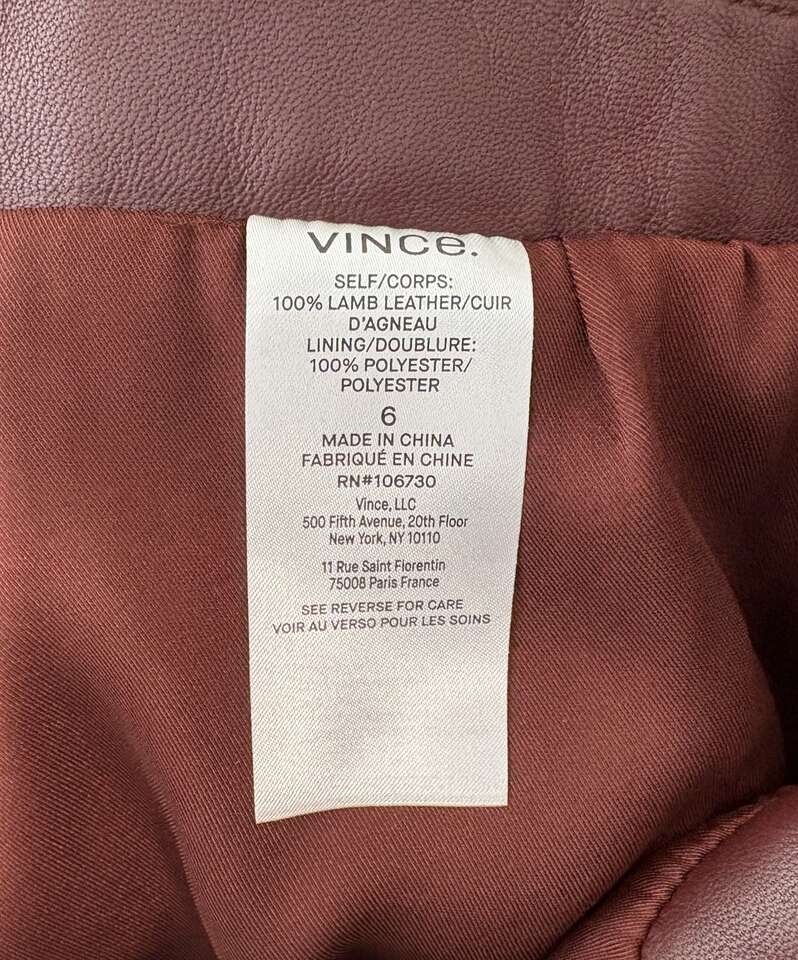 VINCe.
SELF/CORPS:
100% LAMB LEATHER/CUIR
D'AGNEAU
LINING/DOUBLURE:
100% POLYESTER/
POLYESTER
6
MADE IN CHINA
FABRIQUÉ EN CHINE
RN#106730
Vince, LLC
500 Fifth Avenue, 20th Floor
New York, NY 10110
11 Rue Saint Florentin
75008 Paris France
SEE REVERSE FOR CARE
VOIR AU VERSO POUR LES SOINS